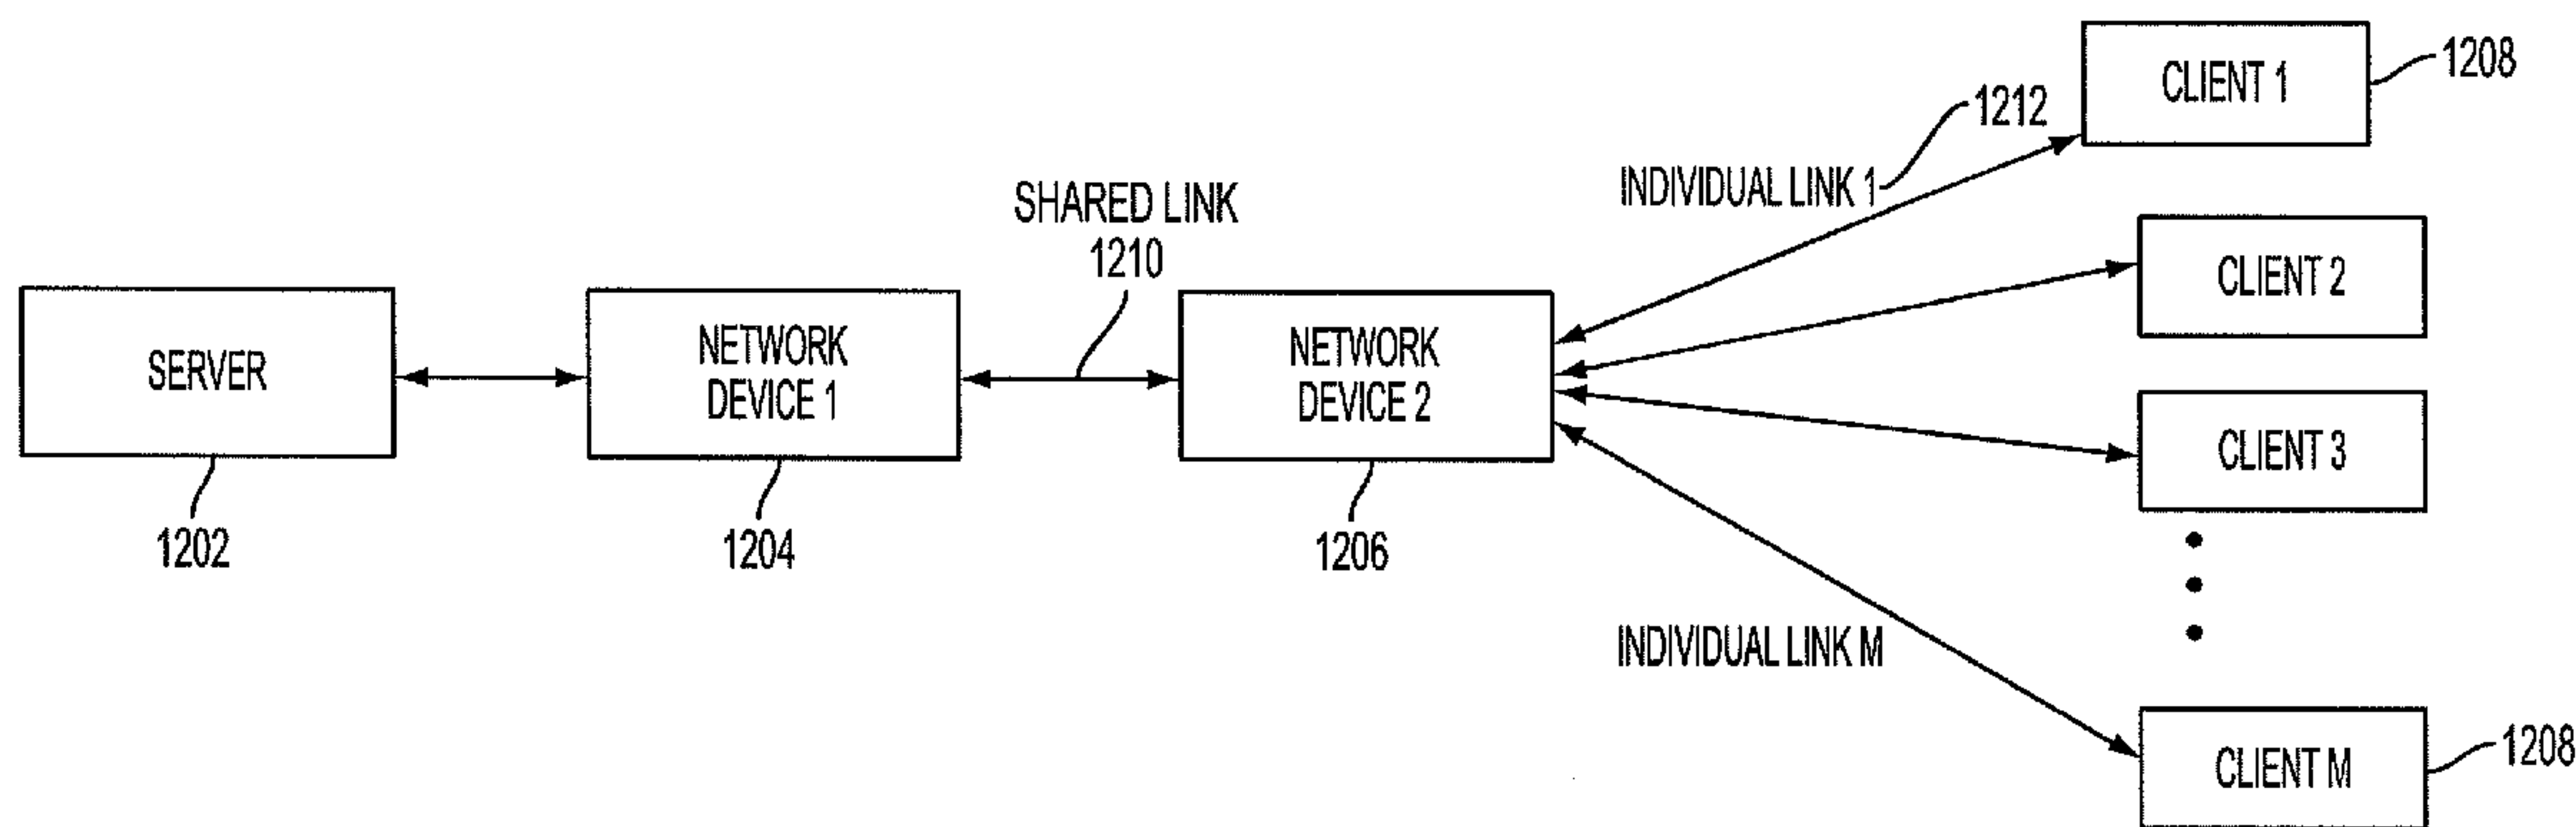 CLIENT 1
1208
1212
INDIVIDUAL LINK 1
SHARED LINK
1210
CLIENT 2
SERVER
NETWORK
DEVICE 1
NETWORK
DEVICE 2
CLIENT 3
1202
1204
1206
INDIVIDUAL LINK M
CLIENT M
1208